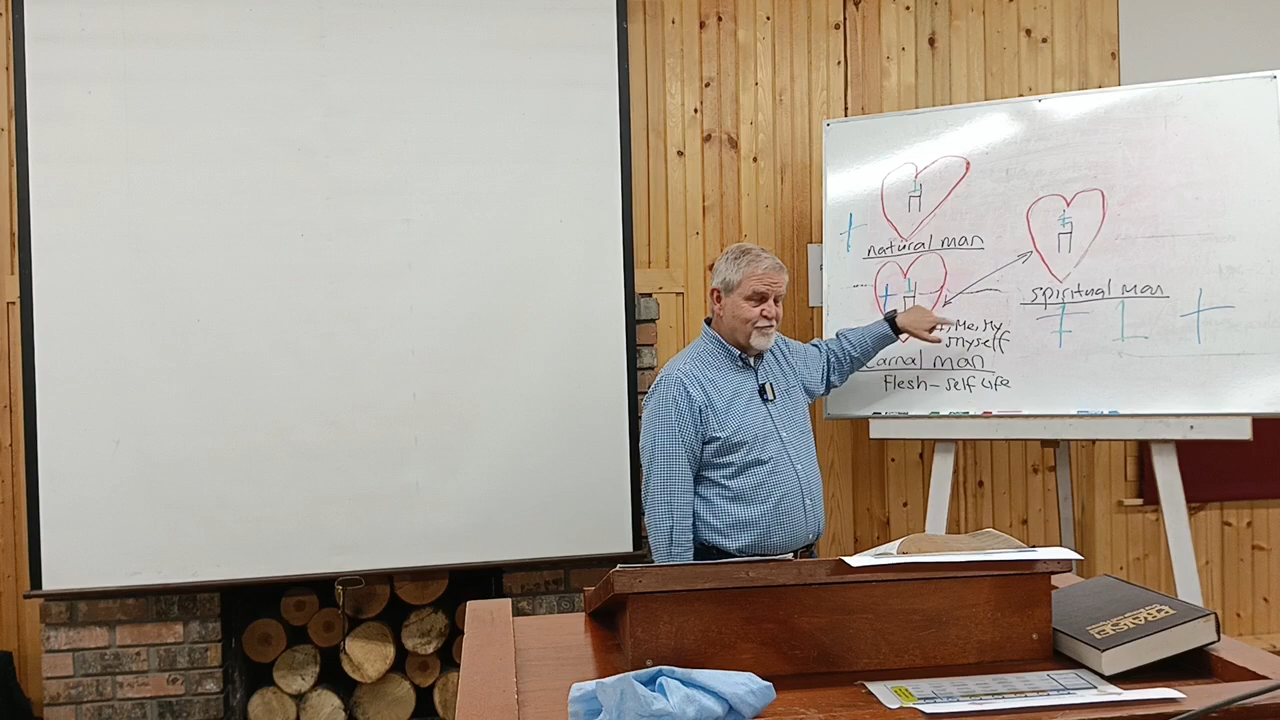 natural man
spiritual man
I, Me, My
Myself
Carnal man
Flesh - Self Life
PRAISE!